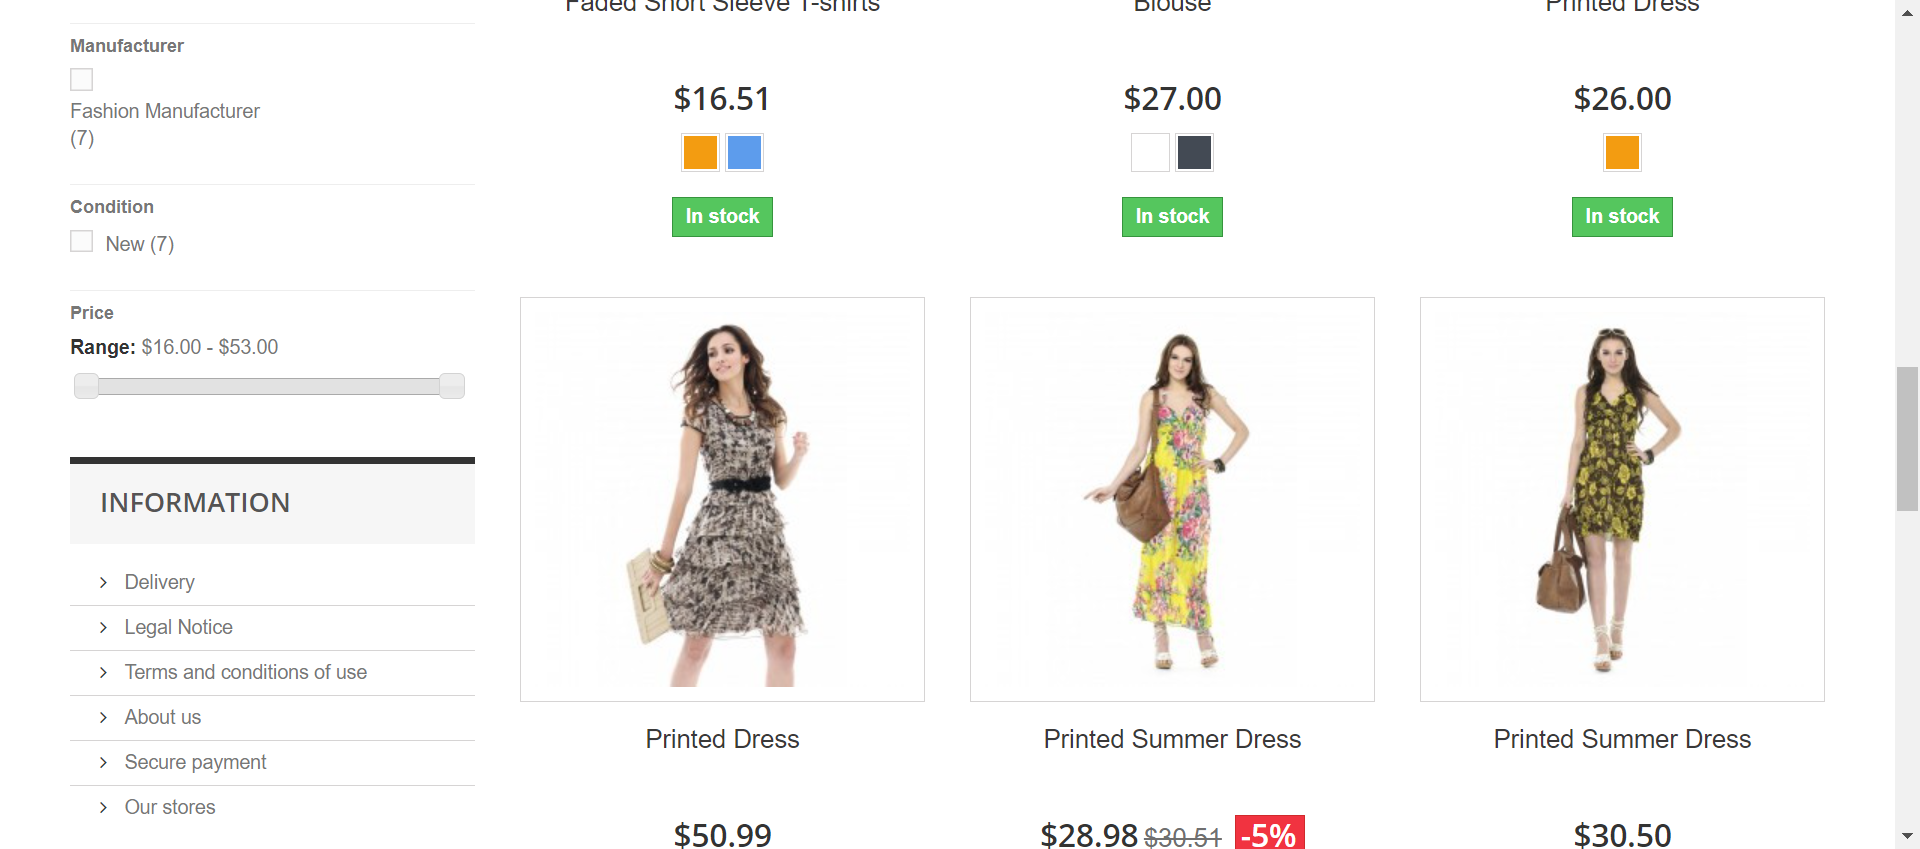 Faded Short Sleeve T-shirts
Blouse
Printed Dress
Manufacturer
Fashion Manufacturer
(7)
Condition
New (7)
Price
Range: $16.00 - $53.00
INFORMATION
Delivery
Legal Notice
Terms and conditions of use
About us
Secure payment
Our stores
$16.51
$27.00
$26.00
In stock
In stock
In stock
Printed Dress
Printed Summer Dress
Printed Summer Dress
$50.99
$28.98 $30.51 -5%
$30.50